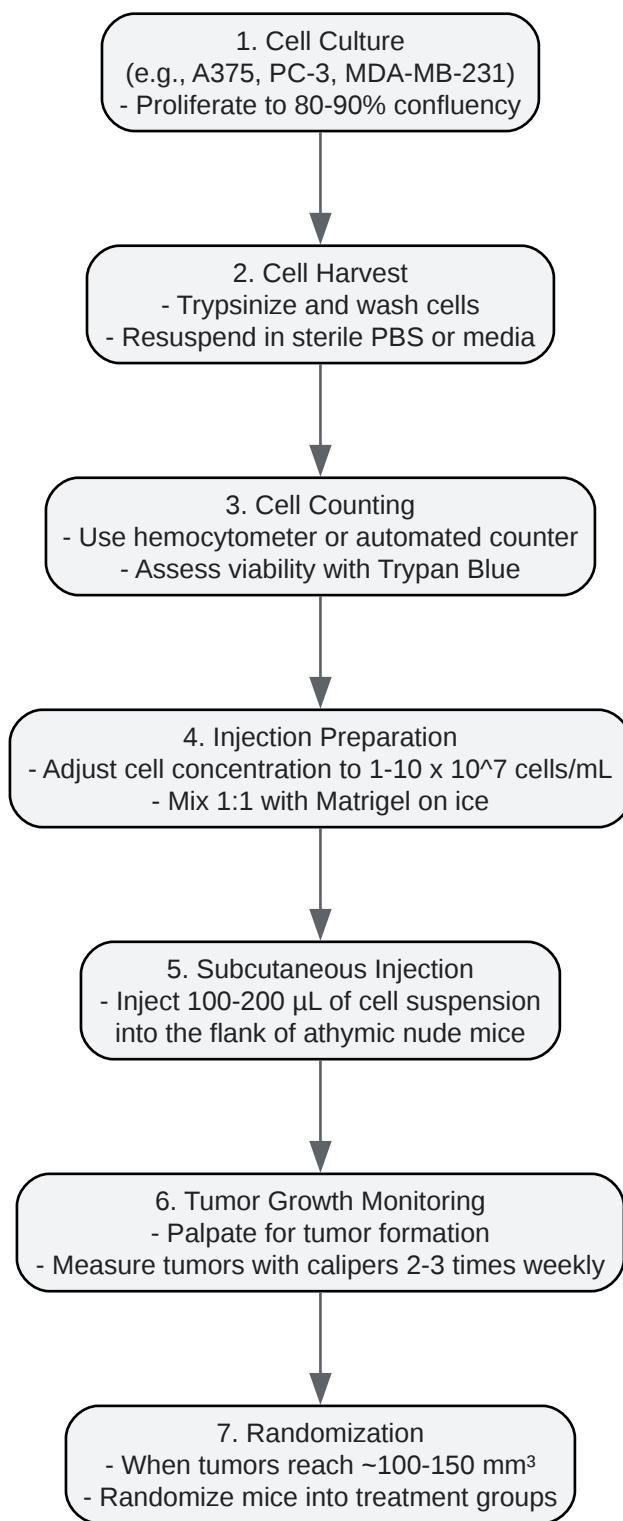 1. Cell Culture
(e.g., A375, PC-3, MDA-MB-231)
- Proliferate to 80-90% confluency
2. Cell Harvest
- Trypsinize and wash cells
- Resuspend in sterile PBS or media
3. Cell Counting
- Use hemocytometer or automated counter
- Assess viability with Trypan Blue
4. Injection Preparation
- Adjust cell concentration to 1-10 x 10^7 cells/mL
- Mix 1:1 with Matrigel on ice
5. Subcutaneous Injection
- Inject 100-200 µL of cell suspension
into the flank of athymic nude mice
6. Tumor Growth Monitoring
- Palpate for tumor formation
- Measure tumors with calipers 2-3 times weekly
7. Randomization
- When tumors reach ~100-150 mm³
- Randomize mice into treatment groups